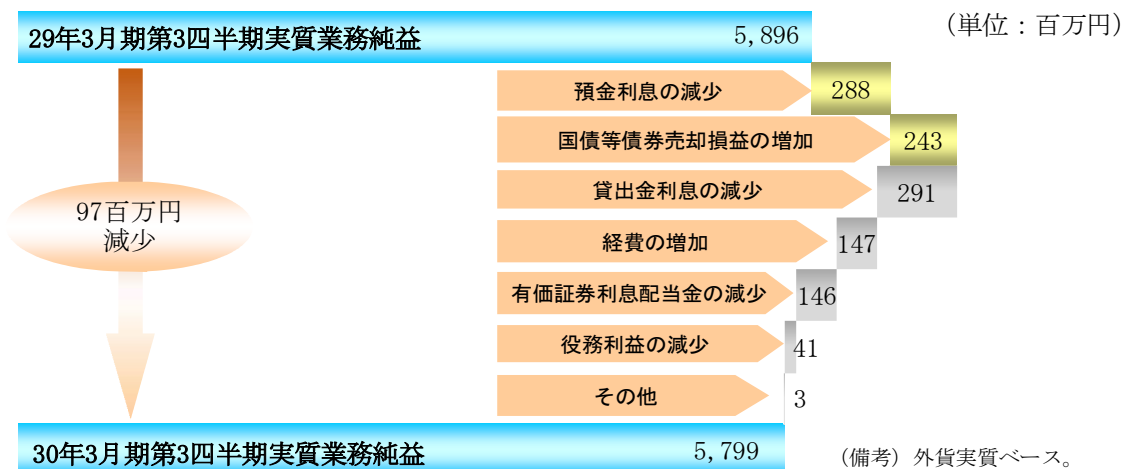 (単位：百万円)
29年3月期第3四半期実質業務純益 5,896
預金利息の減少 288
国債等債券売却損益の増加 243
貸出金利息の減少 291
97百万円
減少
経費の増加 147
有価証券利息配当金の減少 146
役務利益の減少 41
その他 3
30年3月期第3四半期実質業務純益 5,799
(備考) 外貨実質ベース。